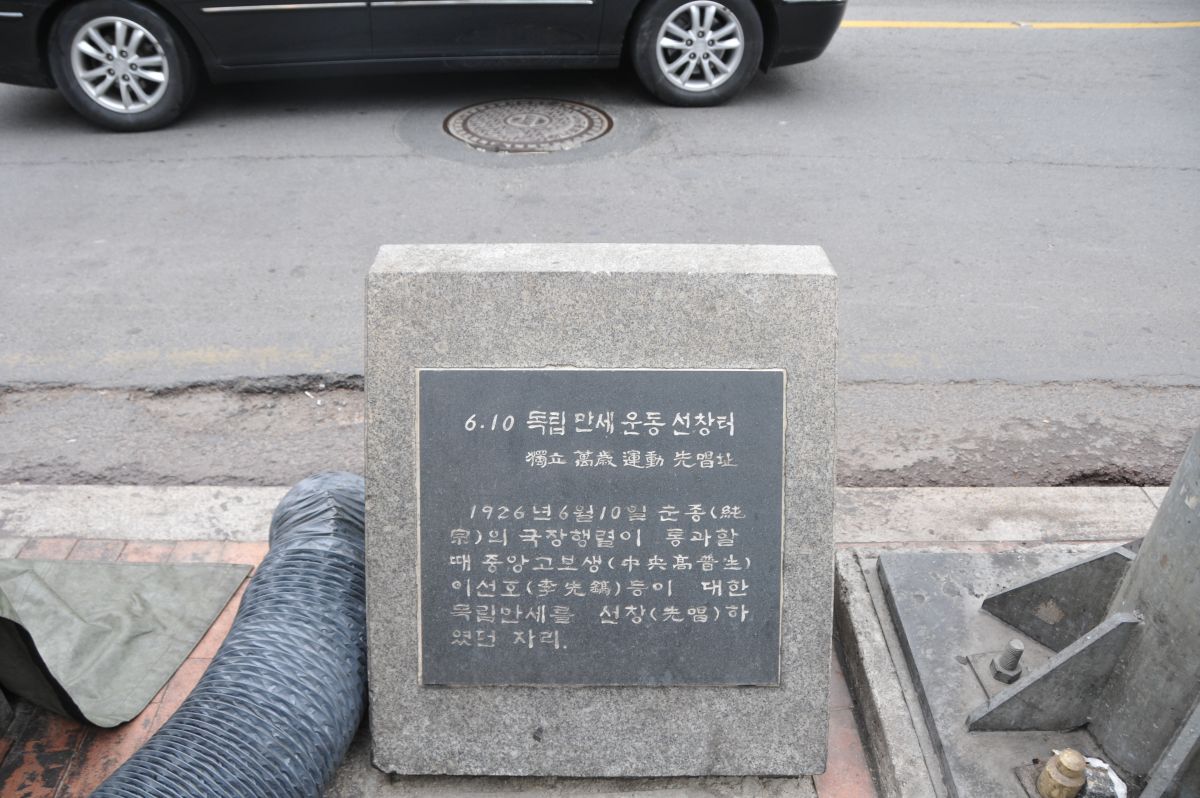 6.10 독립 만세 운동 선창터
獨立 萬歲 運動 先唱址
1926년 6월 10일 순종(純
宗)의 국장행렬이 통과할
때 중앙고보생(中央高普生)
이선호(李先鎬)등이 대한
독립만세를 선창(先唱)하
였던 자리.